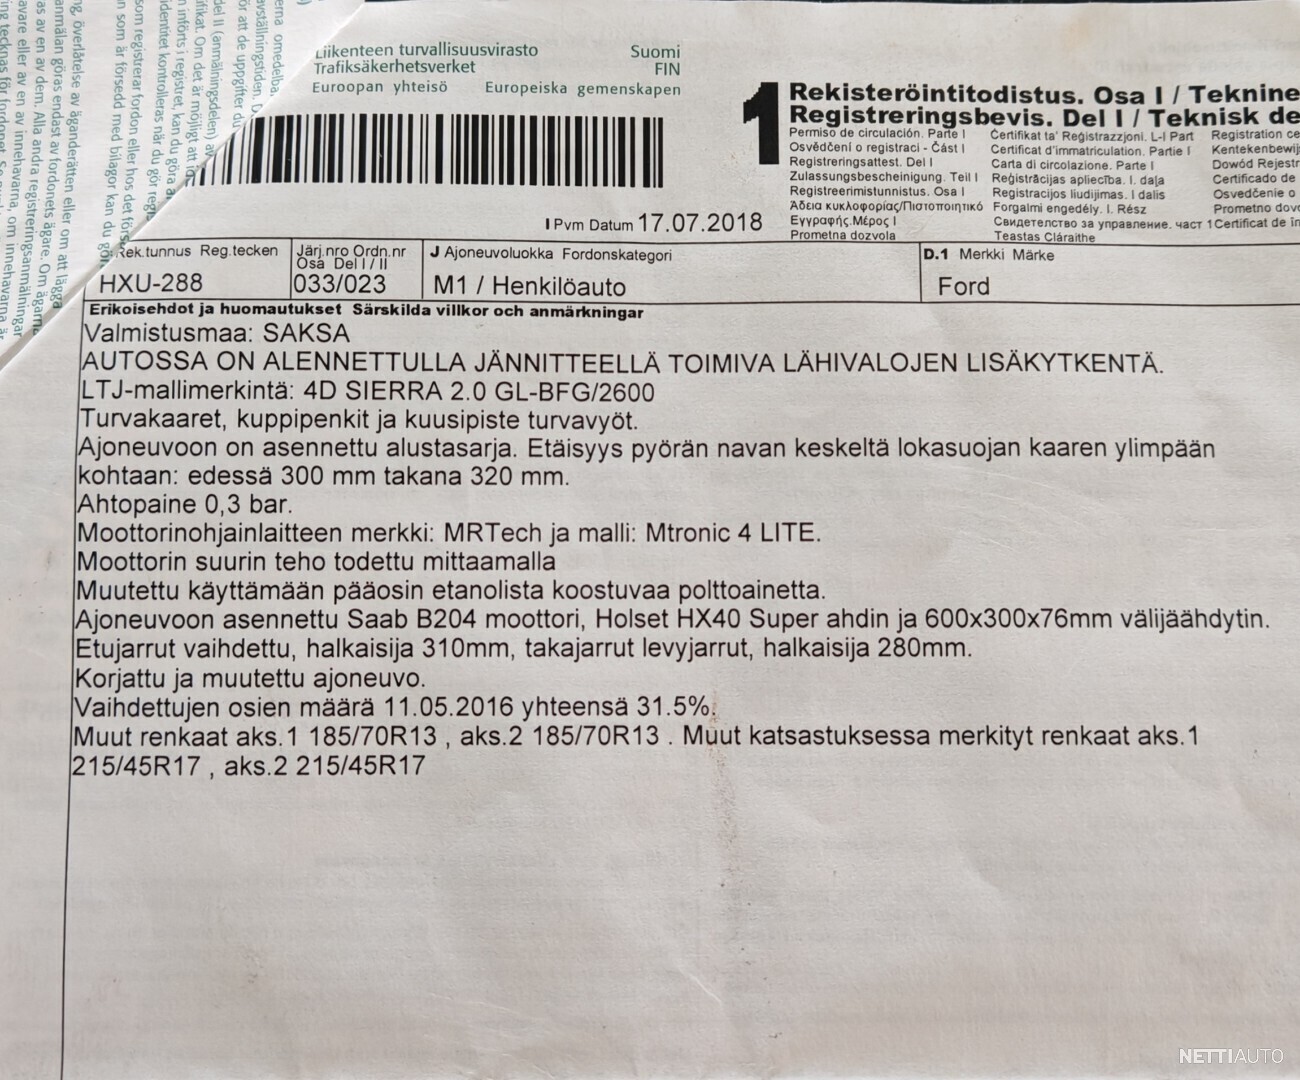 Liikenteen turvallisuusvirasto Suomi
Trafiksäkerhetsverket FIN
Euroopan yhteisö Europeiska gemenskapen
1 Rekisteröintitodistus. Osa I / Teknine
Registreringsbevis. Del I / Teknisk de
Permiso de circulación. Parte I Certifikat ta' Reġistrazzjoni. L-I Part Registration ce
Osvědčení o registraci - Část I Certificat d'immatriculation. Partie I Kentekenbewijs
Registreringsattest. Del I Carta di circolazione. Parte I Dowód Rejestr
Zulassungsbescheinigung. Teil I Reģistrācijas apliecība. I. daļa Certificado de
Registreerimistunnistus. Osa I Registracijos liudijimas. I dalis Osvedčenie o
Άδεια κυκλοφορίας/Πιστοποιητικό Forgalmi engedély. I. Rész Prometno dovo
Εγγραφής.Μέρος I Свидетелство за управление. част 1 Certificat de în
Prometna dozvola Teastas Cláraithe
I Pvm Datum 17.07.2018
Rek.tunnus Reg.tecken Järj.nro Ordn.nr J Ajoneuvoluokka Fordonskategori D.1 Merkki Märke
Osa Del I / II
HXU-288 033/023 M1 / Henkilöauto Ford
Erikoisehdot ja huomautukset Särskilda villkor och anmärkningar
Valmistusmaa: SAKSA
AUTOSSA ON ALENNETTULLA JÄNNITTEELLÄ TOIMIVA LÄHIVALOJEN LISÄKYTKENTÄ.
LTJ-mallimerkintä: 4D SIERRA 2.0 GL-BFG/2600
Turvakaaret, kuppipenkit ja kuusipiste turvavyöt.
Ajoneuvoon on asennettu alustasarja. Etäisyys pyörän navan keskeltä lokasuojan kaaren ylimpään
kohtaan: edessä 300 mm takana 320 mm.
Ahtopaine 0,3 bar.
Moottorinohjainlaitteen merkki: MRTech ja malli: Mtronic 4 LITE.
Moottorin suurin teho todettu mittaamalla
Muutettu käyttämään pääosin etanolista koostuvaa polttoainetta.
Ajoneuvoon asennettu Saab B204 moottori, Holset HX40 Super ahdin ja 600x300x76mm välijäähdytin.
Etujarrut vaihdettu, halkaisija 310mm, takajarrut levyjarrut, halkaisija 280mm.
Korjattu ja muutettu ajoneuvo.
Vaihdettujen osien määrä 11.05.2016 yhteensä 31.5%.
Muut renkaat aks.1 185/70R13 , aks.2 185/70R13 . Muut katsastuksessa merkityt renkaat aks.1
215/45R17 , aks.2 215/45R17
NETTIAUTO